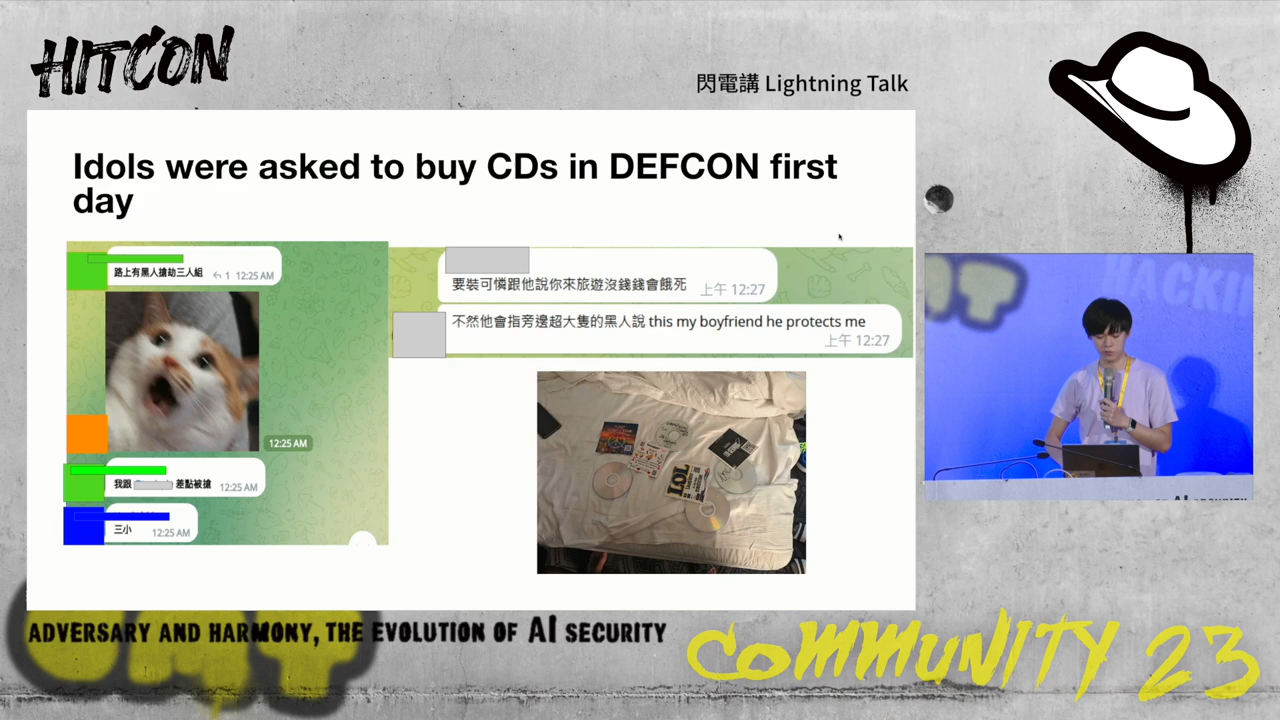 HITCON
閃電講 Lightning Talk
Idols were asked to buy CDs in DEFCON first
day
路上有黑人搶劫三人組 1 12:25 AM
12:25 AM
我跟 差點被搶 12:25 AM
三小 12:25 AM
要裝可憐跟他說你來旅遊沒錢錢會餓死 上午 12:27
不然他會指旁邊超大隻的黑人說 this my boyfriend he protects me
上午 12:27
LOL
HACKIN
AI SECURITY
ADVERSARY AND HARMONY, THE EVOLUTION OF AI SECURITY
COMMUNITY 23